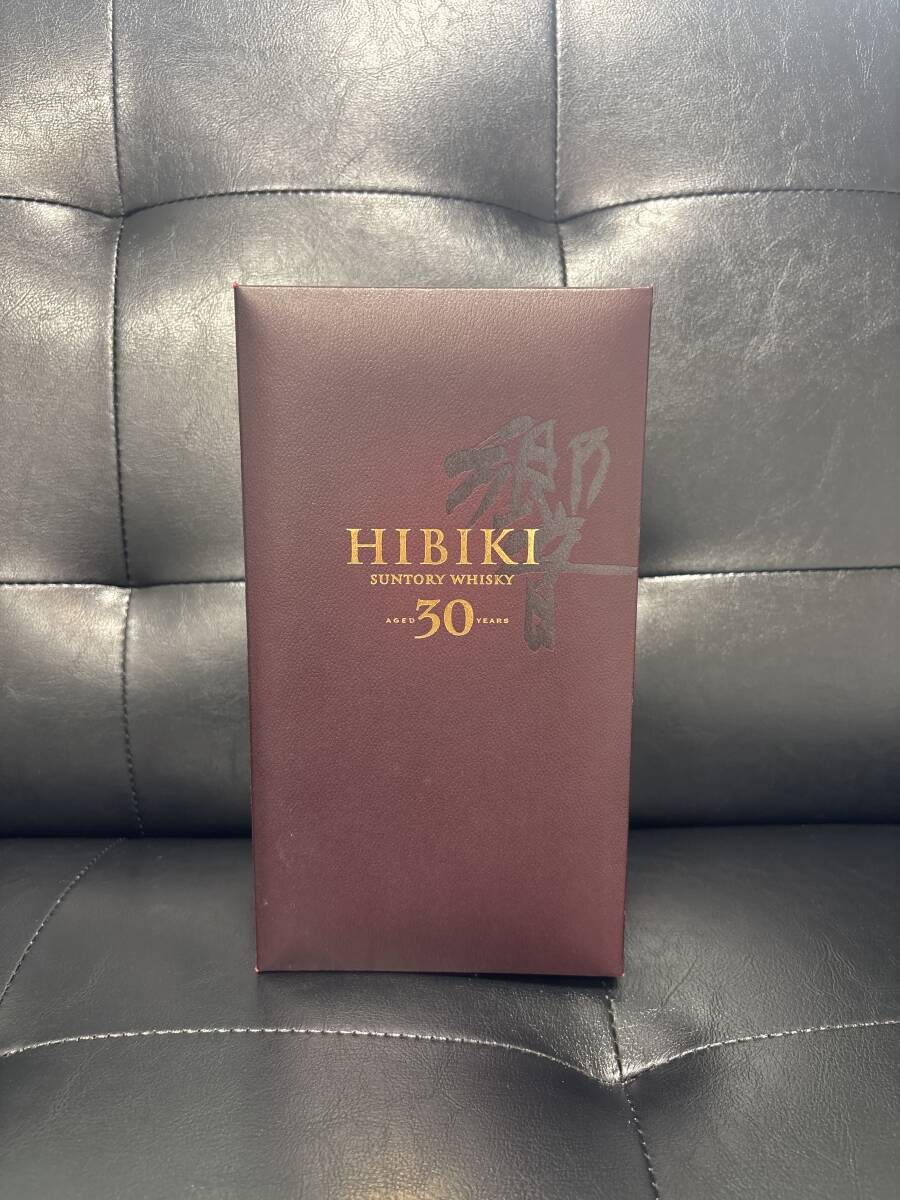 響
HIBIKI
SUNTORY WHISKY
AGED 30 YEARS